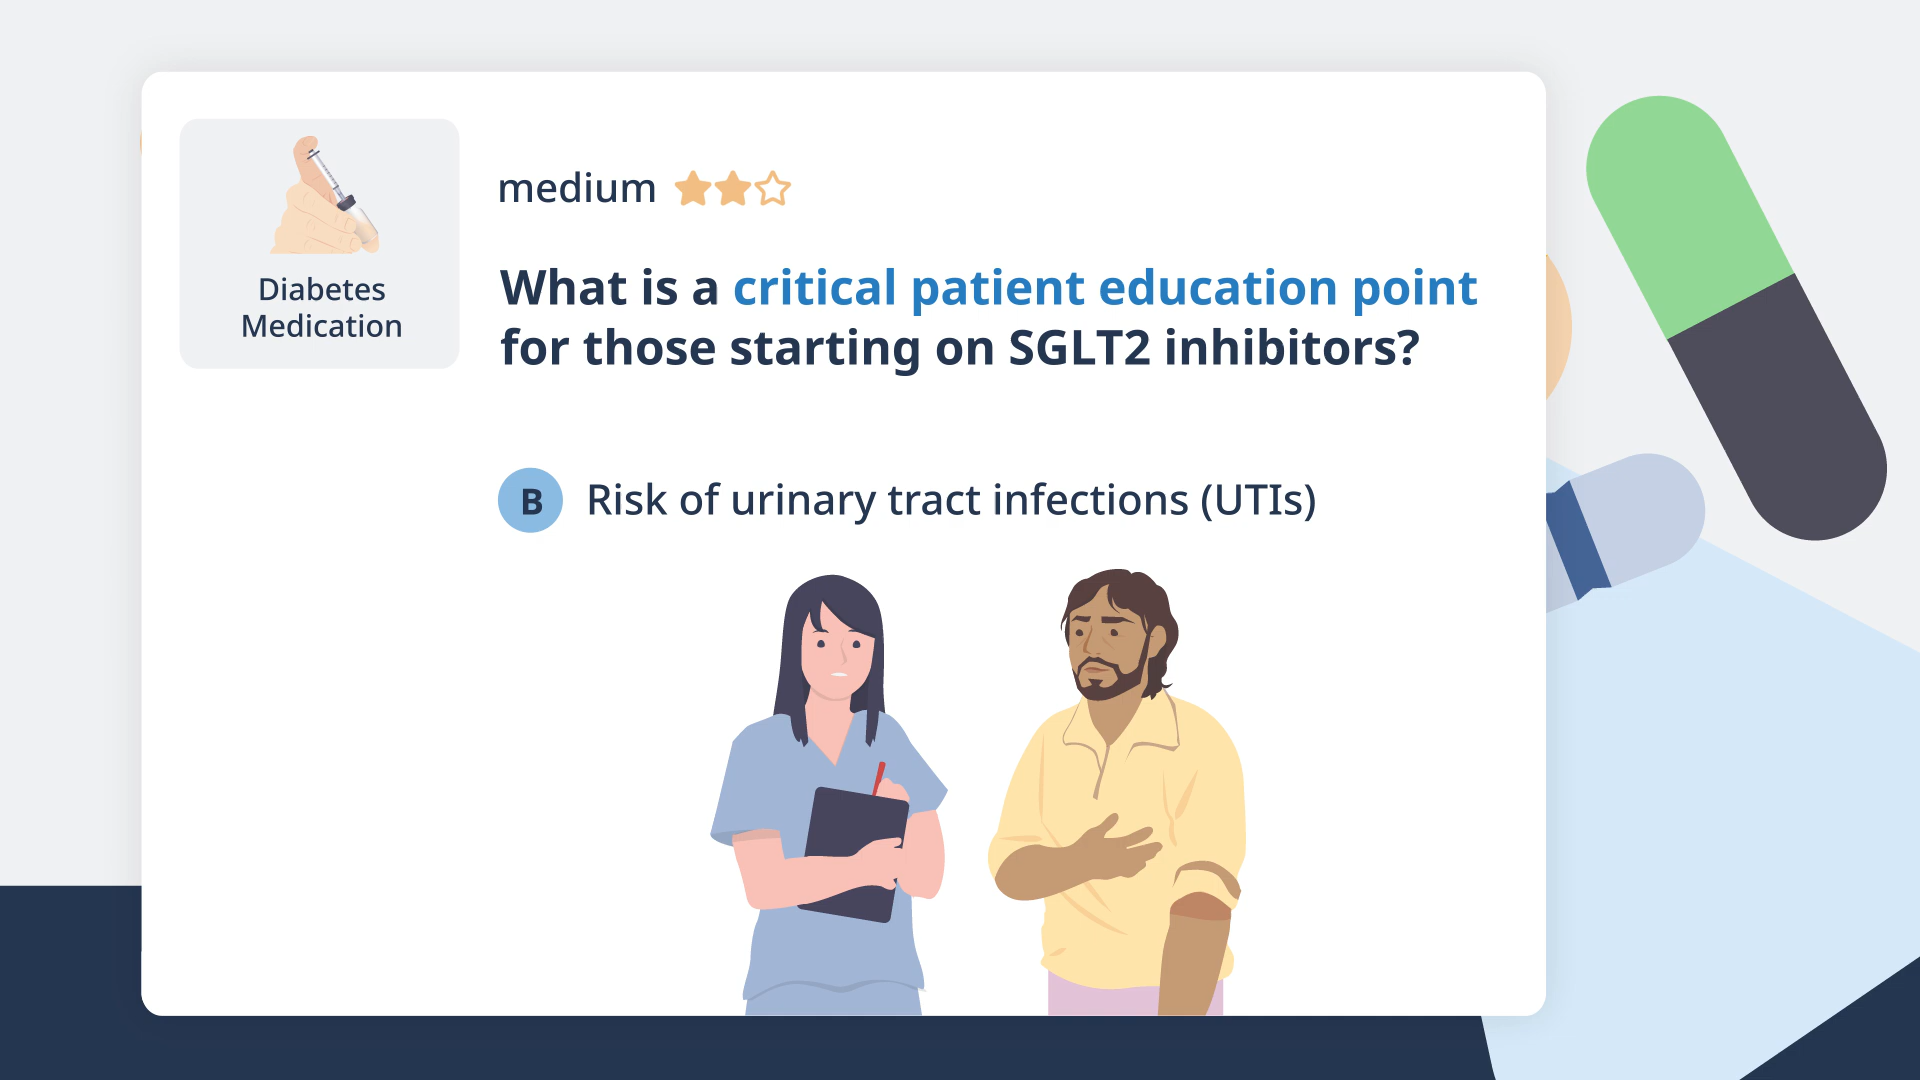 Diabetes
Medication
medium
What is a critical patient education point
for those starting on SGLT2 inhibitors?
B Risk of urinary tract infections (UTIs)